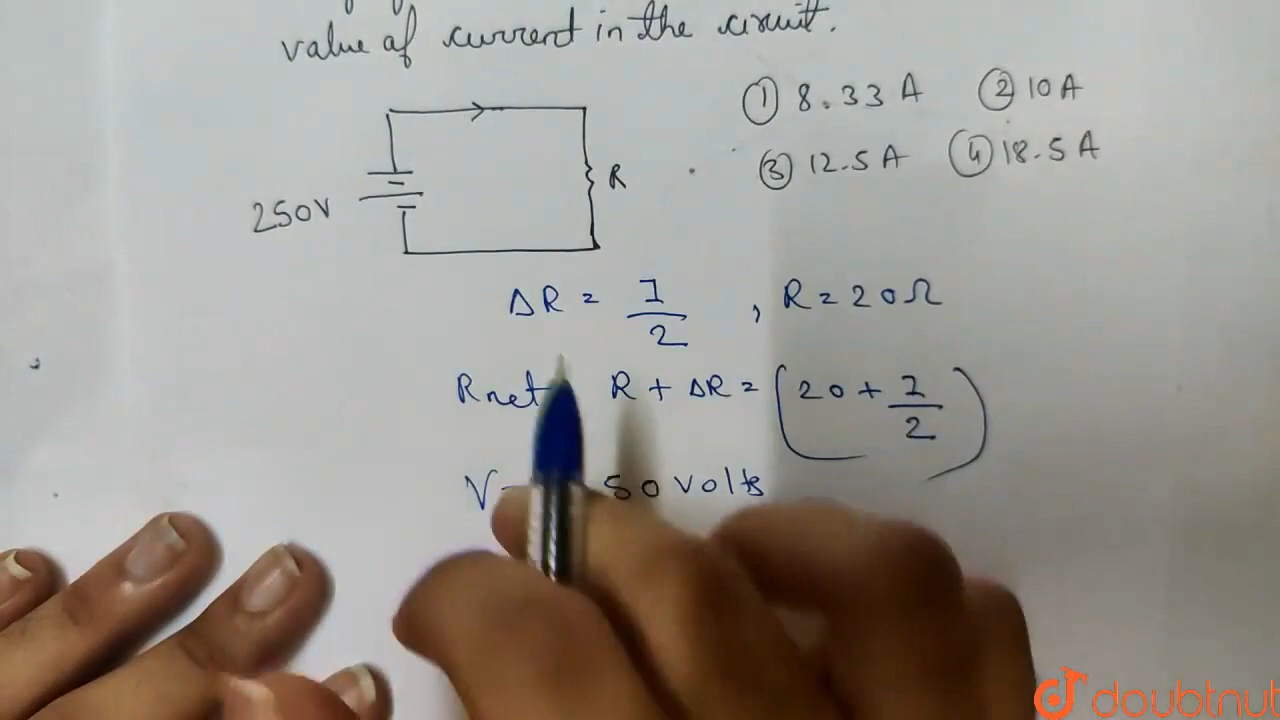 value of current in the circuit.
① 8.33 A ② 10 A
③ 12.5 A ④ 18.5 A
250V
R
ΔR = I/2 , R = 20 Ω
Rnet R + ΔR = (20 + I/2)
V 50 volts
doubtnut